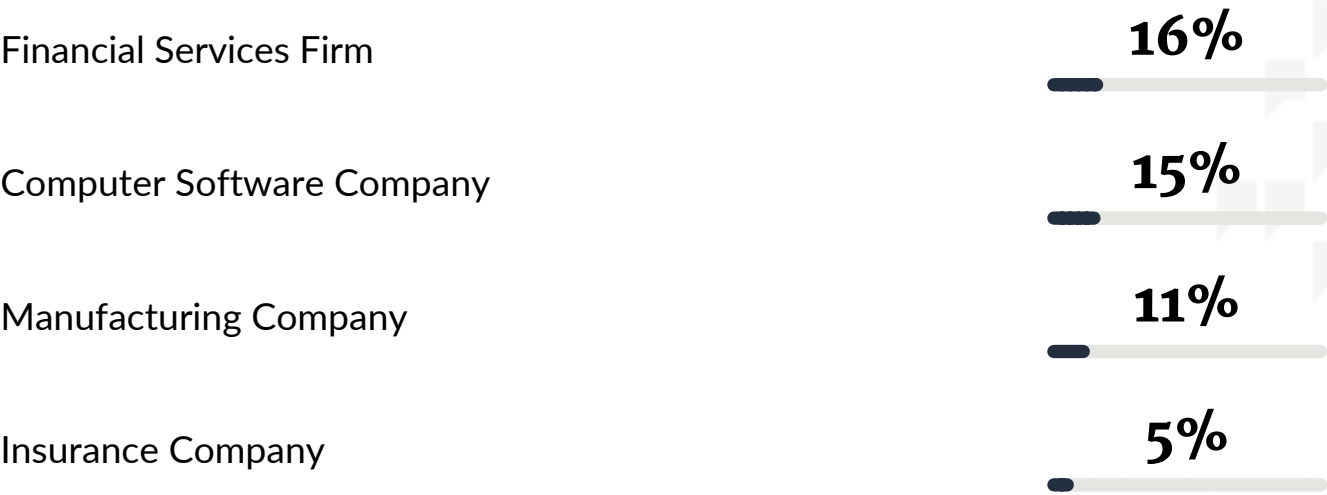 Financial Services Firm 16%
Computer Software Company 15%
Manufacturing Company 11%
Insurance Company 5%